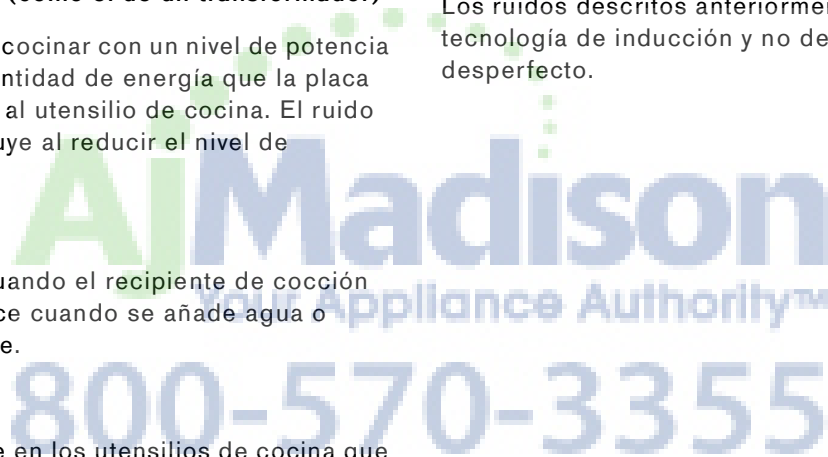 (como el de un transformador)
cocinar con un nivel de potencia
ntidad de energía que la placa
al utensilio de cocina. El ruido
uye al reducir el nivel de
uando el recipiente de cocción
ce cuando se añade agua o
e.
e en los utensilios de cocina que
Los ruidos descritos anteriormen
tecnología de inducción y no de
desperfecto.
AjMadison
Your Appliance Authority™
800-570-3355